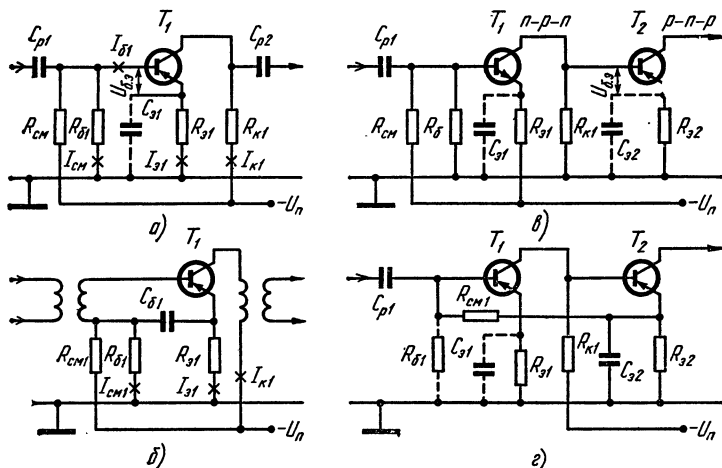 T₁
Cр1
Iб1
Uб.э
Cэ1
Cр2
Rсм
Rб1
Rэ1
Rк1
Iсм
Iэ1
Iк1
−Uп
а)
T₁ п-р-п
T₂ р-п-р
Cр1
Uб.э
Rсм
Rб
Cэ1
Rэ1
Rк1
Cэ2
Rэ2
−Uп
в)
T₁
Cб1
Rсм1
Rб1
Rэ1
Iсм1
Iэ1
Iк1
−Uп
б)
T₁
T₂
Cр1
Rсм1
Rб1
Cэ1
Rэ1
Rк1
Cэ2
Rэ2
−Uп
г)